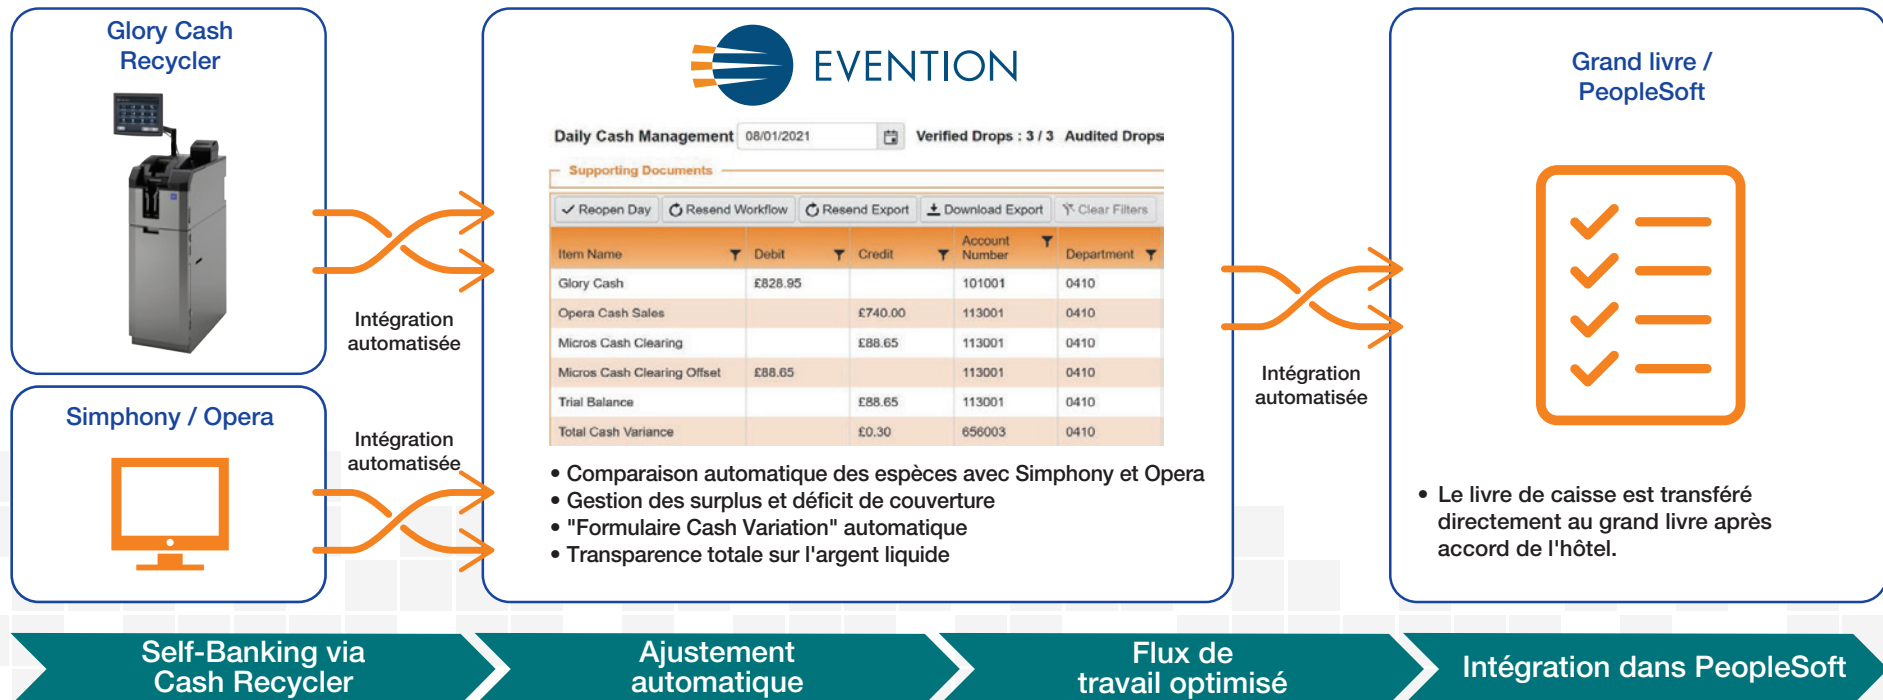 Glory Cash
Recycler
Intégration
automatisée
Simphony / Opera
Intégration
automatisée
EVENTION
Daily Cash Management 08/01/2021 Verified Drops : 3 / 3 Audited Drops
Supporting Documents
Reopen Day Resend Workflow Resend Export Download Export Clear Filters
Item Name Debit Credit Account Number Department
Glory Cash £828.95 101001 0410
Opera Cash Sales £740.00 113001 0410
Micros Cash Clearing £88.65 113001 0410
Micros Cash Clearing Offset £88.65 113001 0410
Trial Balance £88.65 113001 0410
Total Cash Variance £0.30 656003 0410
• Comparaison automatique des espèces avec Simphony et Opera
• Gestion des surplus et déficit de couverture
• "Formulaire Cash Variation" automatique
• Transparence totale sur l'argent liquide
Intégration
automatisée
Grand livre /
PeopleSoft
• Le livre de caisse est transféré
directement au grand livre après
accord de l'hôtel.
Self-Banking via
Cash Recycler
Ajustement
automatique
Flux de
travail optimisé
Intégration dans PeopleSoft